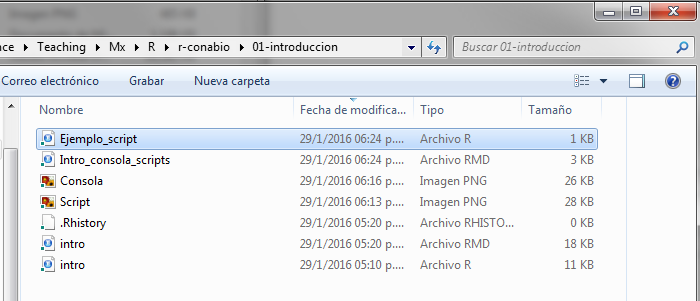 nce ▸ Teaching ▸ Mx ▸ R ▸ r-conabio ▸ 01-introduccion
Buscar 01-introduccion
Correo electrónico Grabar Nueva carpeta
Nombre Fecha de modifica... Tipo Tamaño
Ejemplo_script 29/1/2016 06:24 p.... Archivo R 1 KB
Intro_consola_scripts 29/1/2016 06:24 p.... Archivo RMD 3 KB
Consola 29/1/2016 06:16 p.... Imagen PNG 26 KB
Script 29/1/2016 06:13 p.... Imagen PNG 28 KB
.Rhistory 29/1/2016 05:20 p.... Archivo RHISTO... 0 KB
intro 29/1/2016 05:20 p.... Archivo RMD 18 KB
intro 29/1/2016 05:10 p.... Archivo R 11 KB